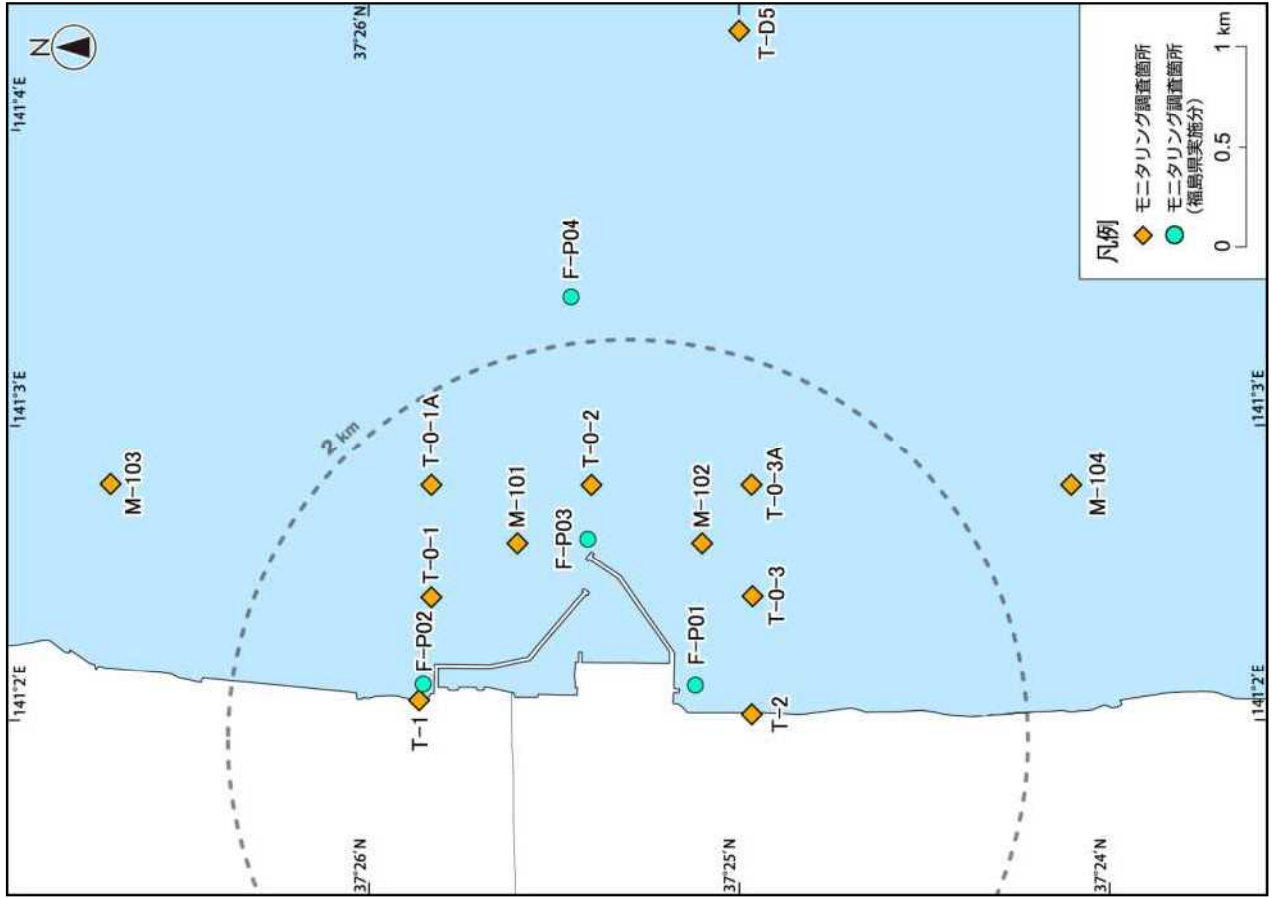 N
141°4'E
37°26'N
T-D5
F-P04
141°3'E
2 km
M-103
T-0-1A
T-0-2
M-101
F-P03
M-102
T-0-3A
M-104
141°3'E
T-0-1
F-P02
T-1
F-P01
T-0-3
T-2
141°2'E
141°2'E
37°26'N
37°25'N
37°24'N
凡例
モニタリング調査箇所
モニタリング調査箇所
（福島県実施分）
0 0.5 1 km